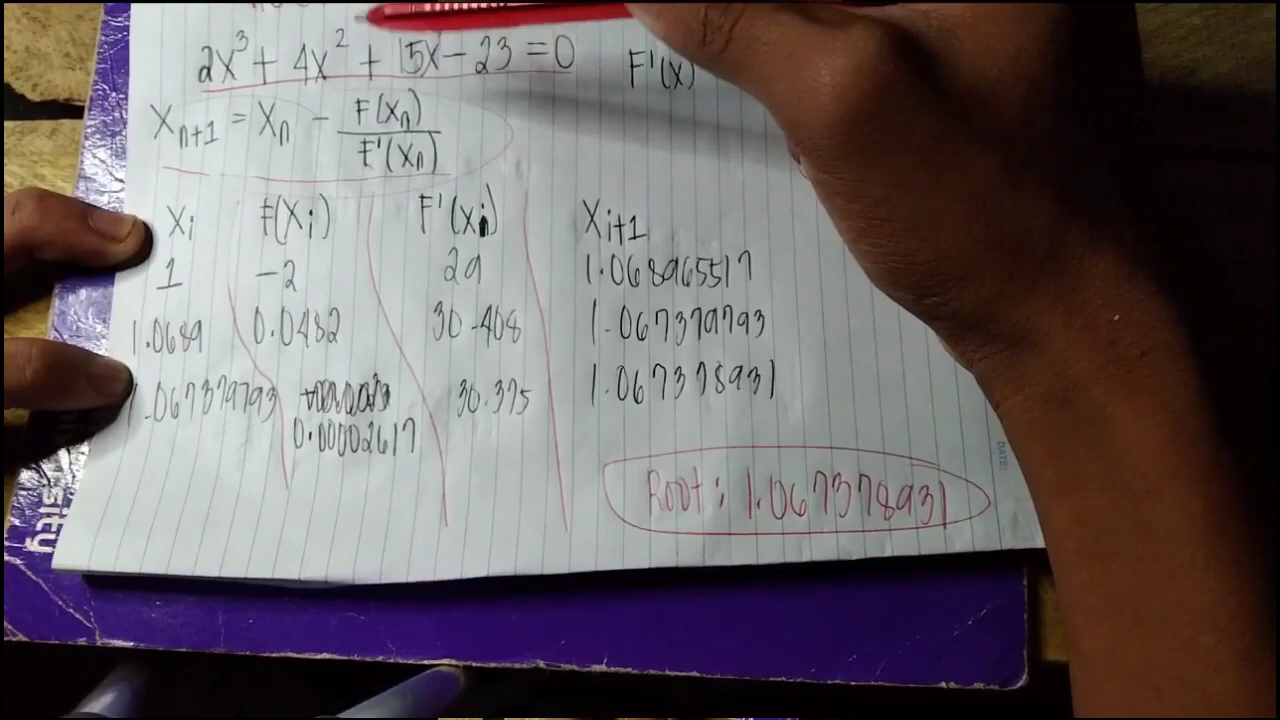 2x³ + 4x² + 15x - 23 = 0
F'(x)
Xn+1 = Xn - F(Xn) / F'(Xn)
Xi f(Xi) F'(xi) Xi+1
1 -2 29 1.068965517
1.0689 0.0482 30.408 1.067379793
1.067379793 30.375 1.067378931
0.00002617
Root: 1.067378931
DATE:
sity